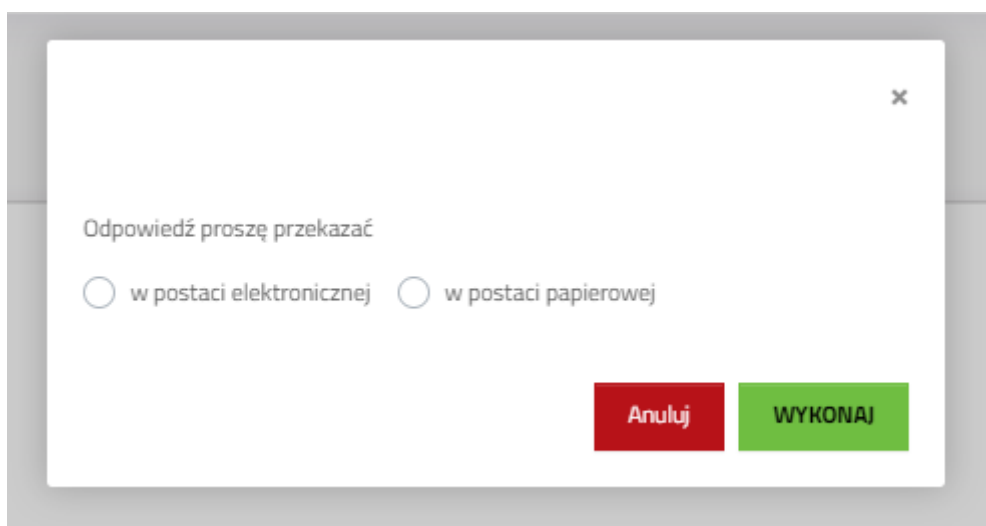 Odpowiedź proszę przekazać
w postaci elektronicznej w postaci papierowej
Anuluj WYKONAJ